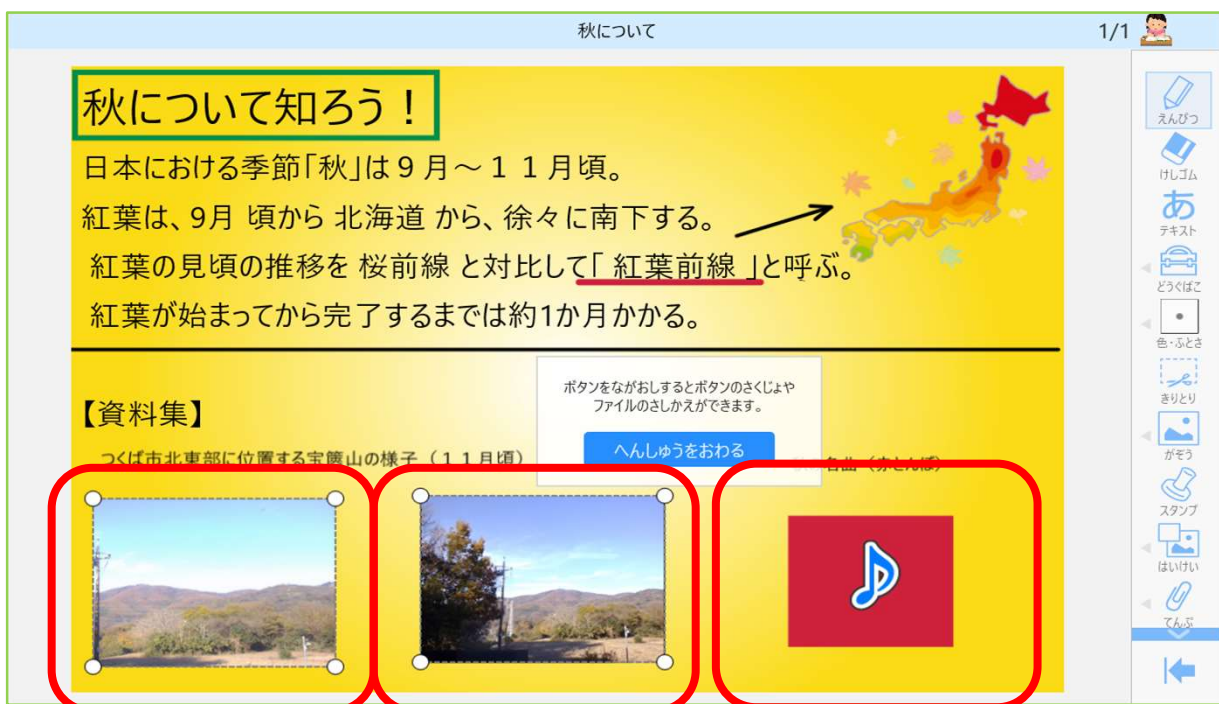 秋について
1/1
秋について知ろう！
日本における季節「秋」は９月～１１月頃。
紅葉は、9月 頃から 北海道 から、徐々に南下する。
紅葉の見頃の推移を 桜前線 と対比して「 紅葉前線 」と呼ぶ。
紅葉が始まってから完了するまでは約1か月かかる。
【資料集】
つくば市北東部に位置する宝篋山の様子（１１月頃）
名曲（赤とんぼ）
ボタンをながおしするとボタンのさくじょや
ファイルのさしかえができます。
へんしゅうをおわる
えんぴつ
けしゴム
あ
テキスト
どうぐばこ
色・ふとさ
きりとり
がぞう
スタンプ
はいけい
てんぷ